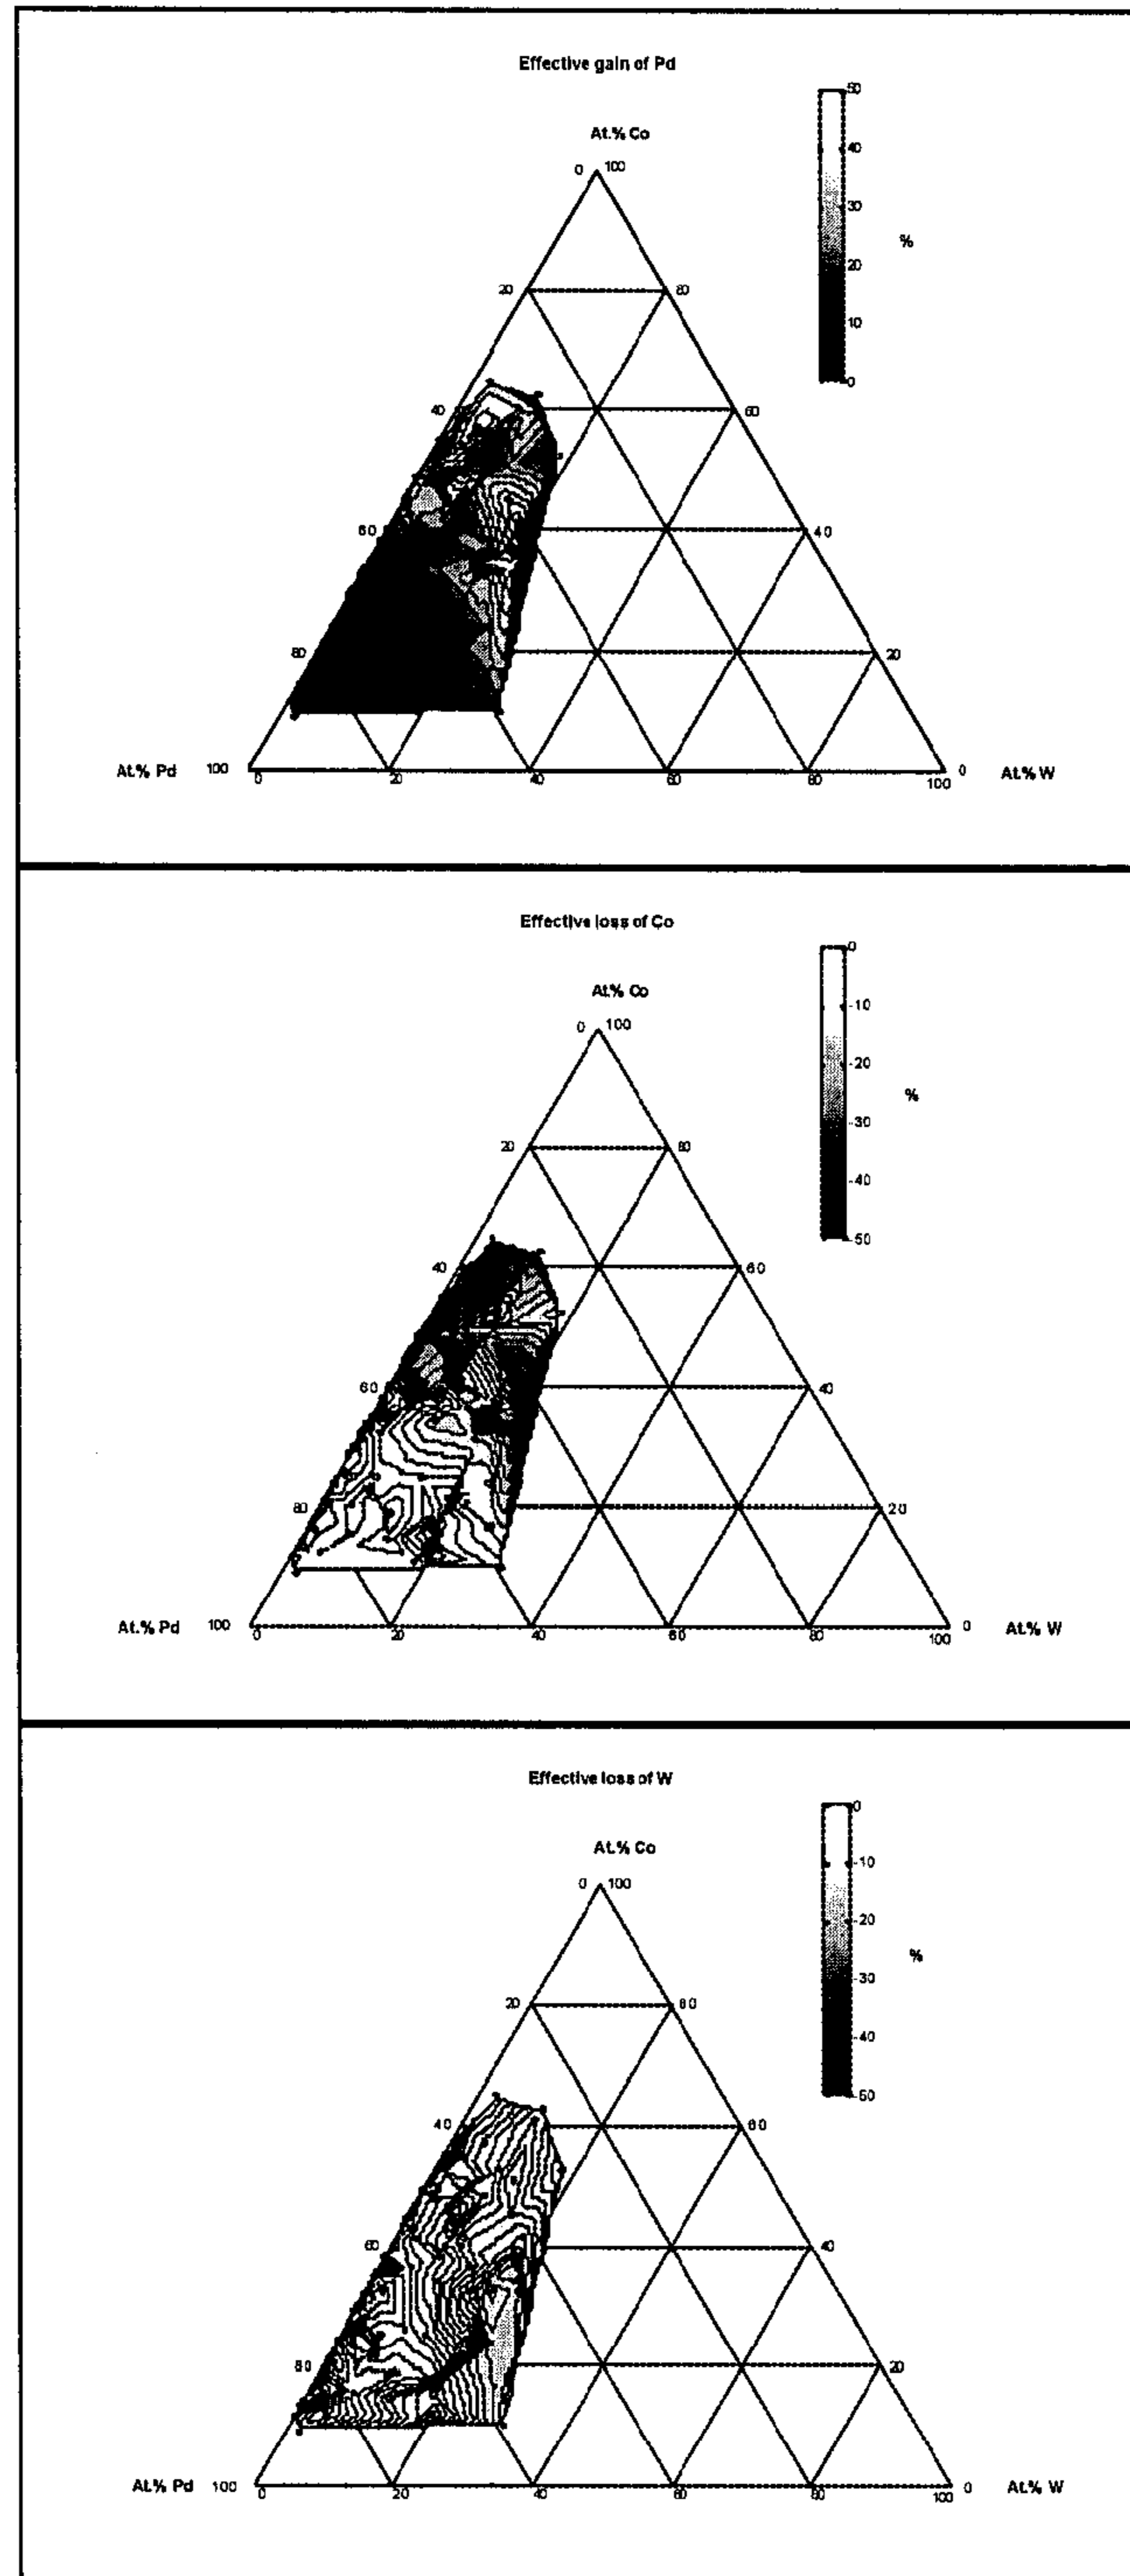 Effective gain of Pd
At.% Co
0 100
50
40
30
20
10
0
%
20 80
40 60
60 40
80 20
At.% Pd 100
0 20 40 60 80 100
0 At.% W
Effective loss of Co
At.% Co
0 100
0
-10
-20
-30
-40
-50
%
20 80
40 60
60 40
80 20
At.% Pd 100
0 20 40 60 80 100
0 At.% W
Effective loss of W
At.% Co
0 100
0
-10
-20
-30
-40
-50
%
20 80
40 60
60 40
80 20
At.% Pd 100
0 20 40 60 80 100
0 At.% W